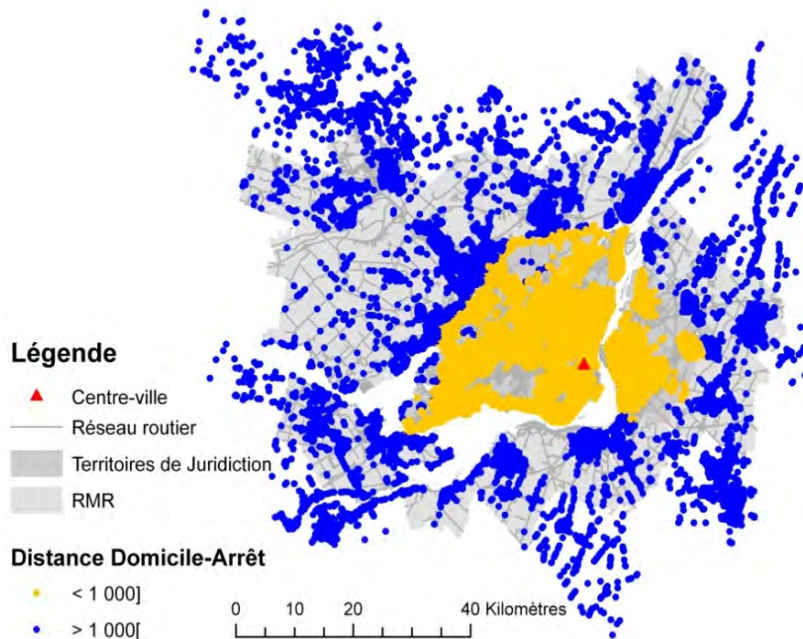 Légende
Centre-ville
Réseau routier
Territoires de Juridiction
RMR
Distance Domicile-Arrêt
< 1 000]
> 1 000[
0 10 20 40 Kilomètres